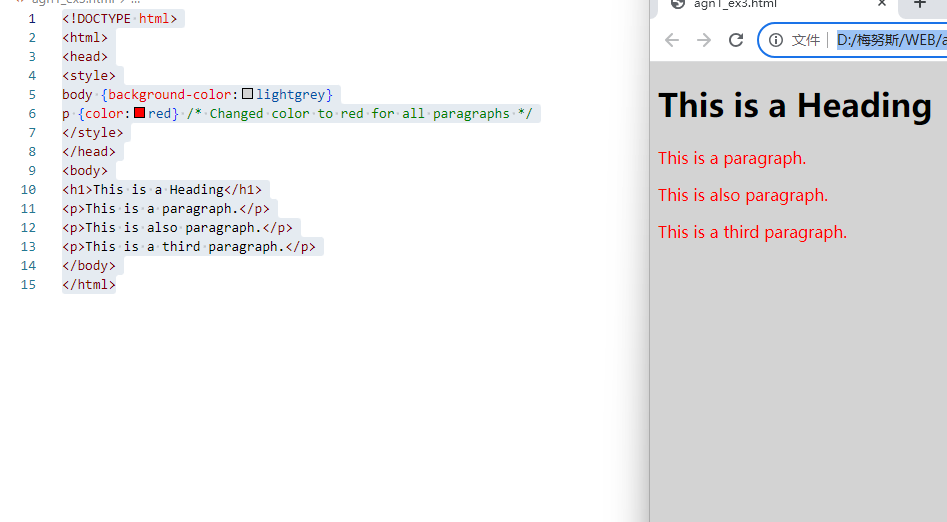 agn1_ex3.html > ...
1 <!DOCTYPE html>
2 <html>
3 <head>
4 <style>
5 body {background-color: lightgrey}
6 p {color: red} /* Changed color to red for all paragraphs */
7 </style>
8 </head>
9 <body>
10 <h1>This is a Heading</h1>
11 <p>This is a paragraph.</p>
12 <p>This is also paragraph.</p>
13 <p>This is a third paragraph.</p>
14 </body>
15 </html>
agn1_ex3.html
文件 D:/梅努斯/WEB/a
This is a Heading
This is a paragraph.
This is also paragraph.
This is a third paragraph.